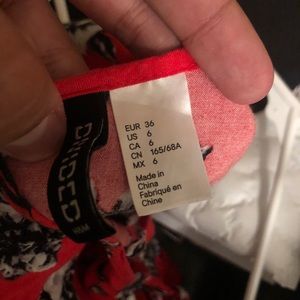 EUR 36
US 6
CA 6
CN 165/68A
MX 6
Made in
China
Fabriqué en
Chine
DIVIDED
H&M